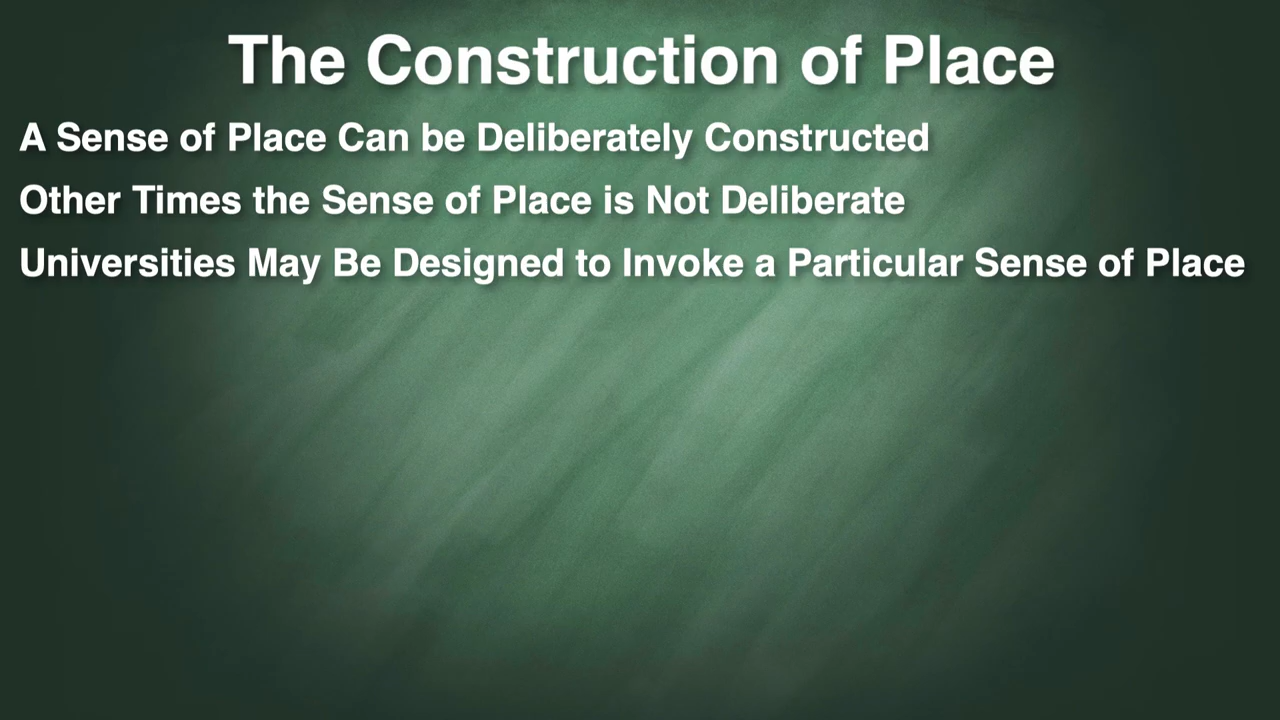 The Construction of Place
A Sense of Place Can be Deliberately Constructed
Other Times the Sense of Place is Not Deliberate
Universities May Be Designed to Invoke a Particular Sense of Place